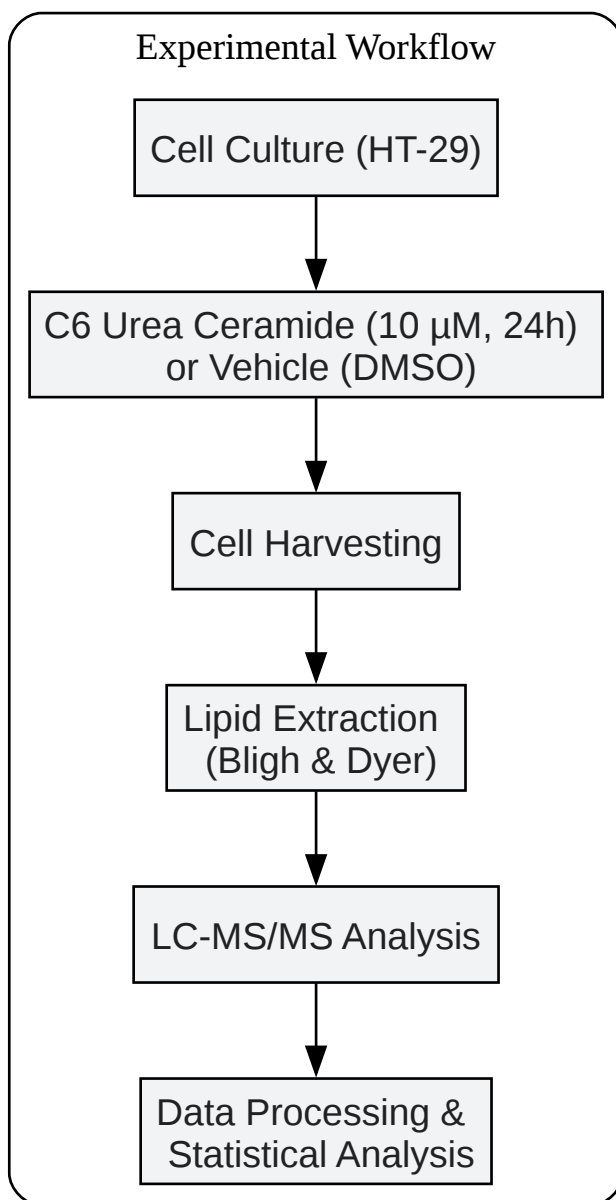 Experimental Workflow
Cell Culture (HT-29)
C6 Urea Ceramide (10 µM, 24h)
or Vehicle (DMSO)
Cell Harvesting
Lipid Extraction
(Bligh & Dyer)
LC-MS/MS Analysis
Data Processing &
Statistical Analysis